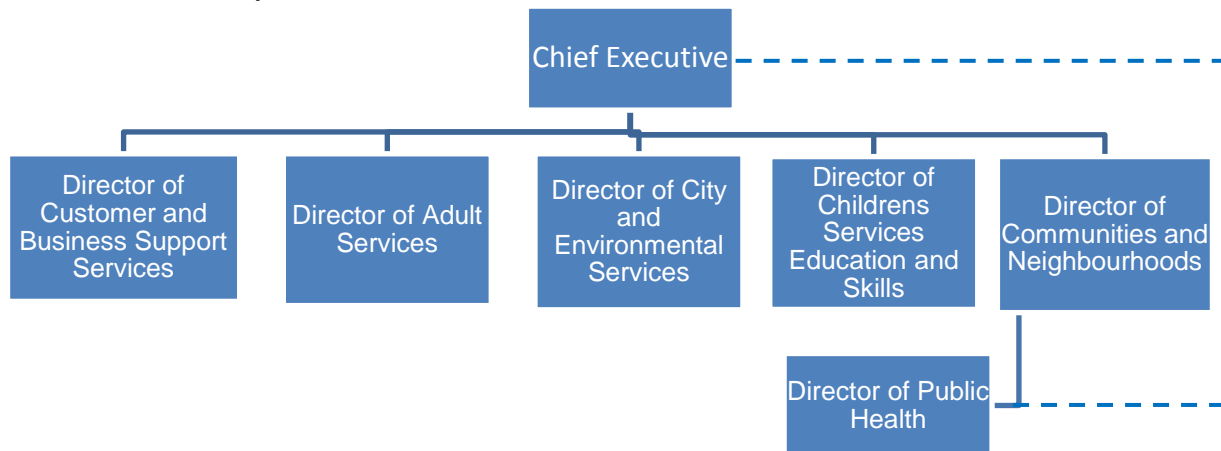 Chief Executive
Director of
Customer and
Business Support
Services
Director of Adult
Services
Director of City
and
Environmental
Services
Director of
Childrens
Services
Education and
Skills
Director of
Communities and
Neighbourhoods
Director of Public
Health